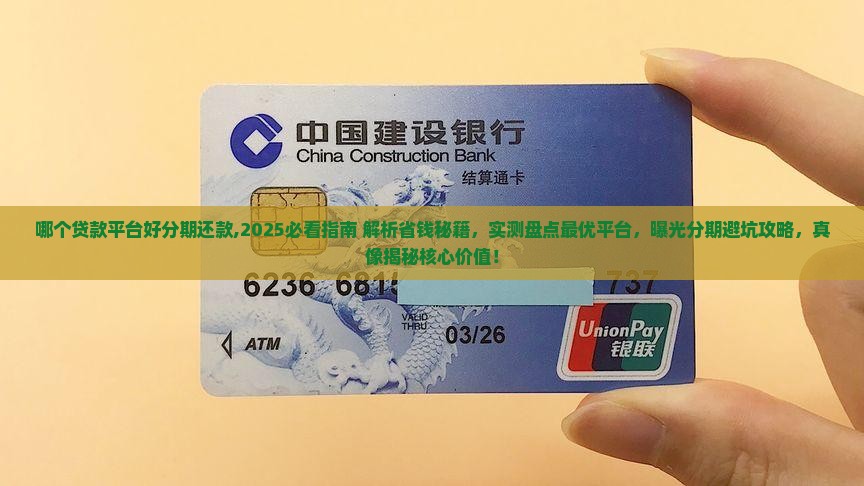 中国建设银行
China Construction Bank
结算通卡
哪个贷款平台好分期还款,2025必看指南 解析省钱秘籍，实测盘点最优平台，曝光分期避坑攻略，真
像揭秘核心价值！
6236 6815 737
VALID
THRU
03/26
ATM
UnionPay
银联